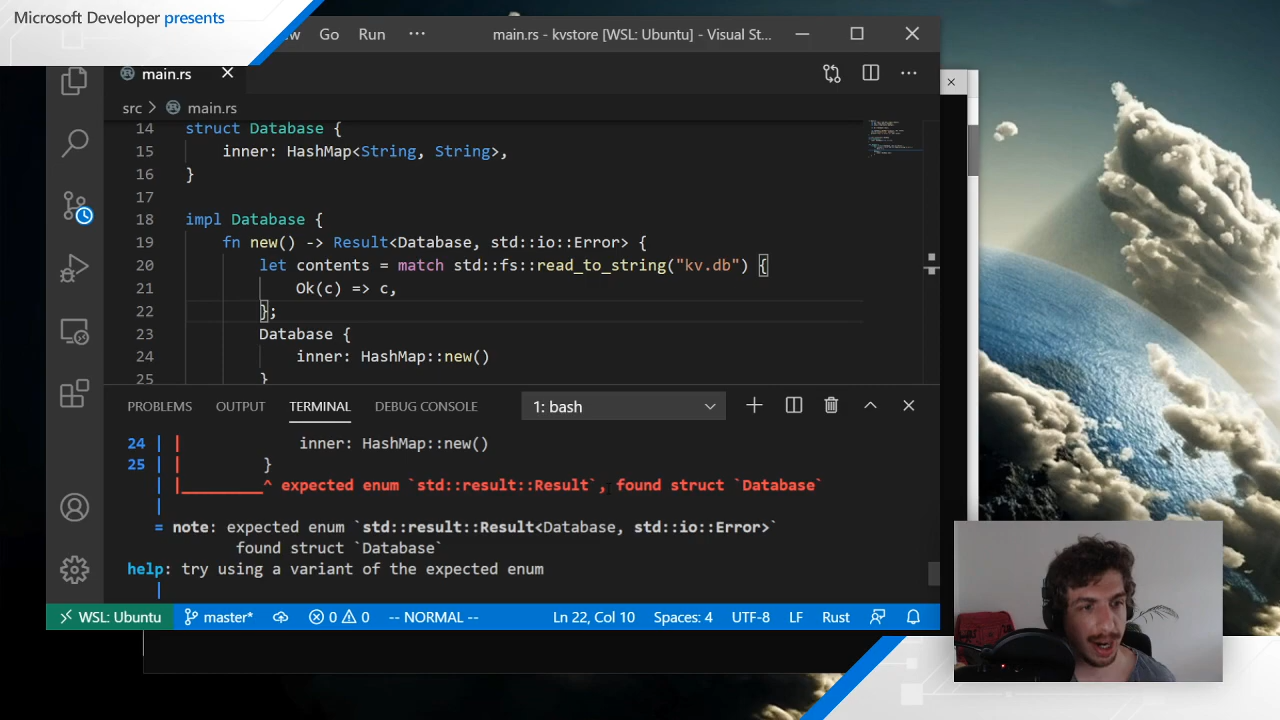 Microsoft Developer presents
ew Go Run ··· main.rs - kvstore [WSL: Ubuntu] - Visual St...
main.rs
src > main.rs
14 struct Database {
15 inner: HashMap<String, String>,
16 }
17
18 impl Database {
19 fn new() -> Result<Database, std::io::Error> {
20 let contents = match std::fs::read_to_string("kv.db") {
21 Ok(c) => c,
22 };
23 Database {
24 inner: HashMap::new()
25 }
PROBLEMS OUTPUT TERMINAL DEBUG CONSOLE 1: bash
24 | | inner: HashMap::new()
25 | | }
| |_________^ expected enum `std::result::Result`, found struct `Database`
|
= note: expected enum `std::result::Result<Database, std::io::Error>`
found struct `Database`
help: try using a variant of the expected enum
|
WSL: Ubuntu master* 0 0 -- NORMAL -- Ln 22, Col 10 Spaces: 4 UTF-8 LF Rust